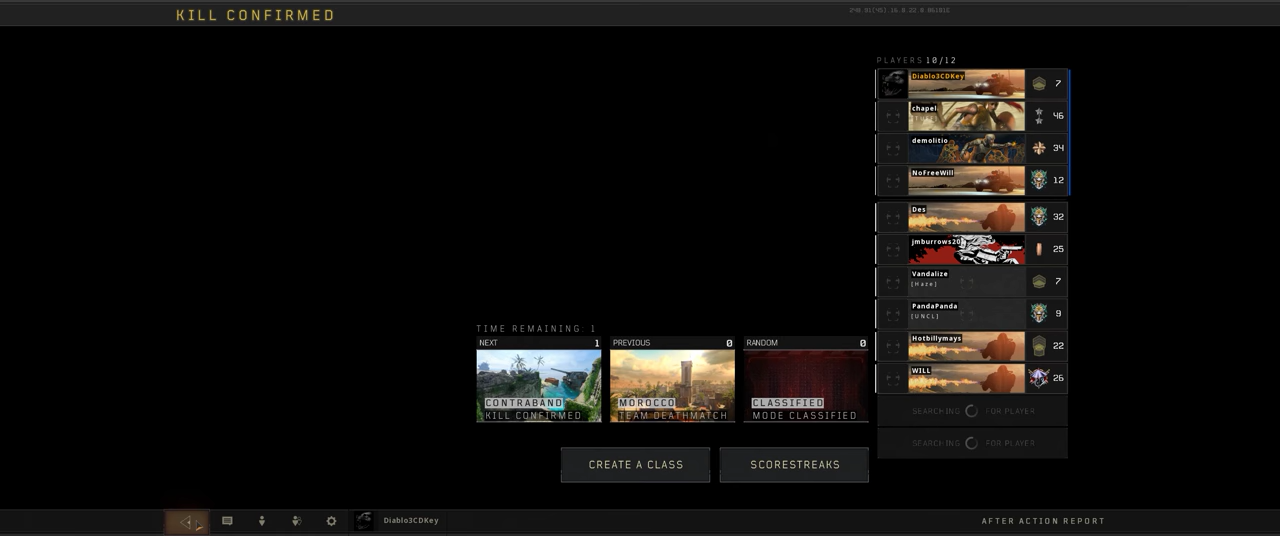 KILL CONFIRMED
PLAYERS 10/12
Diablo3CDKey
7
chapel
46
demolitio
34
NoFreeWill
12
Des
32
jmburrows20
25
Vandalize
[Haze]
7
PandaPanda
[UNCL]
9
Hotbillymays
22
WILL
26
SEARCHING FOR PLAYER
SEARCHING FOR PLAYER
TIME REMAINING: 1
NEXT 1
CONTRABAND
KILL CONFIRMED
PREVIOUS 0
MOROCCO
TEAM DEATHMATCH
RANDOM 0
CLASSIFIED
MODE CLASSIFIED
CREATE A CLASS
SCORESTREAKS
Diablo3CDKey
AFTER ACTION REPORT